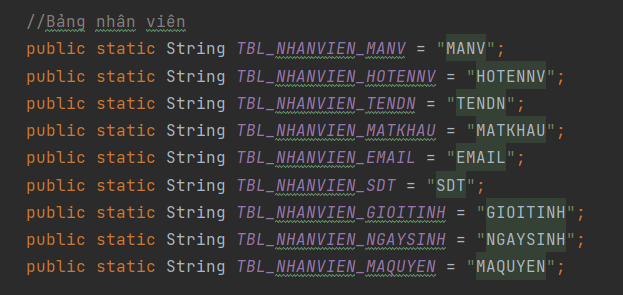 //Bảng nhân viên
public static String TBL_NHANVIEN_MANV = "MANV";
public static String TBL_NHANVIEN_HOTENNV = "HOTENNV";
public static String TBL_NHANVIEN_TENDN = "TENDN";
public static String TBL_NHANVIEN_MATKHAU = "MATKHAU";
public static String TBL_NHANVIEN_EMAIL = "EMAIL";
public static String TBL_NHANVIEN_SDT = "SDT";
public static String TBL_NHANVIEN_GIOITINH = "GIOITINH";
public static String TBL_NHANVIEN_NGAYSINH = "NGAYSINH";
public static String TBL_NHANVIEN_MAQUYEN = "MAQUYEN";